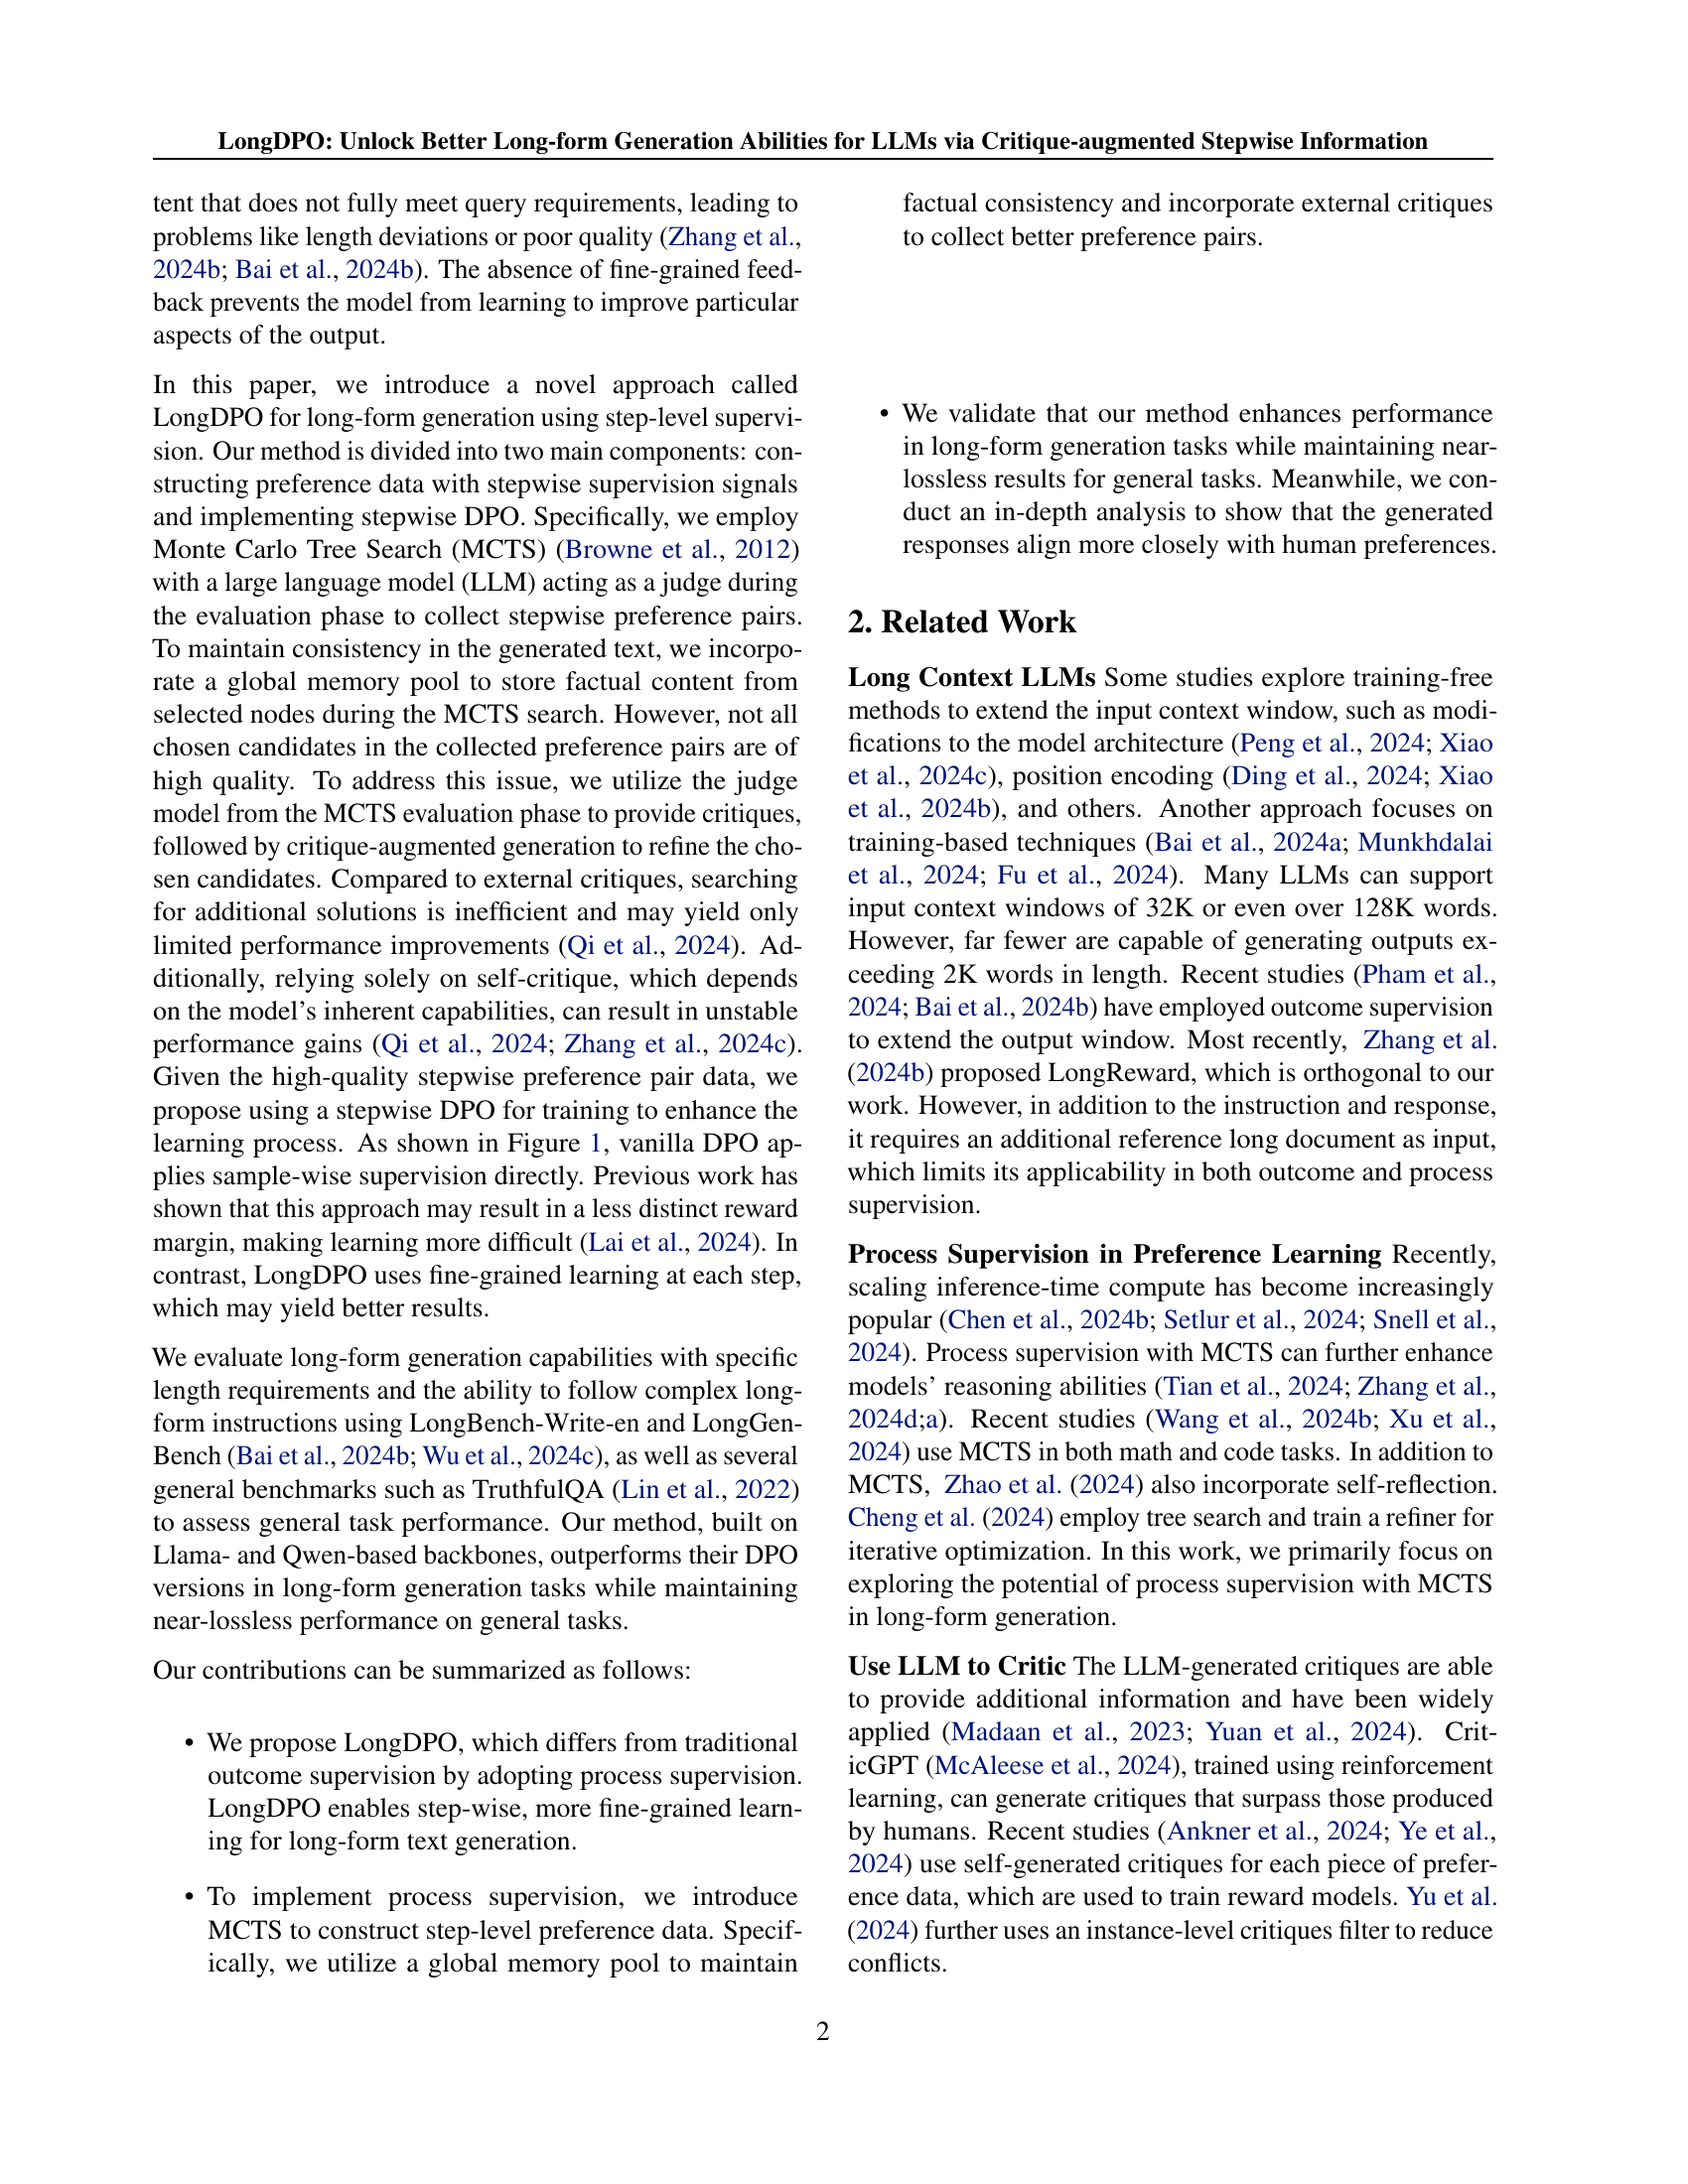 LongDPO: Unlock Better Long-form Generation Abilities for LLMs via Critique-augmented Stepwise Information
tent that does not fully meet query requirements, leading to
problems like length deviations or poor quality (Zhang et al.,
2024b; Bai et al., 2024b). The absence of fine-grained feed-
back prevents the model from learning to improve particular
aspects of the output.
In this paper, we introduce a novel approach called
LongDPO for long-form generation using step-level supervi-
sion. Our method is divided into two main components: con-
structing preference data with stepwise supervision signals
and implementing stepwise DPO. Specifically, we employ
Monte Carlo Tree Search (MCTS) (Browne et al., 2012)
with a large language model (LLM) acting as a judge during
the evaluation phase to collect stepwise preference pairs.
To maintain consistency in the generated text, we incorpo-
rate a global memory pool to store factual content from
selected nodes during the MCTS search. However, not all
chosen candidates in the collected preference pairs are of
high quality. To address this issue, we utilize the judge
model from the MCTS evaluation phase to provide critiques,
followed by critique-augmented generation to refine the cho-
sen candidates. Compared to external critiques, searching
for additional solutions is inefficient and may yield only
limited performance improvements (Qi et al., 2024). Ad-
ditionally, relying solely on self-critique, which depends
on the model's inherent capabilities, can result in unstable
performance gains (Qi et al., 2024; Zhang et al., 2024c).
Given the high-quality stepwise preference pair data, we
propose using a stepwise DPO for training to enhance the
learning process. As shown in Figure 1, vanilla DPO ap-
plies sample-wise supervision directly. Previous work has
shown that this approach may result in a less distinct reward
margin, making learning more difficult (Lai et al., 2024). In
contrast, LongDPO uses fine-grained learning at each step,
which may yield better results.
We evaluate long-form generation capabilities with specific
length requirements and the ability to follow complex long-
form instructions using LongBench-Write-en and LongGen-
Bench (Bai et al., 2024b; Wu et al., 2024c), as well as several
general benchmarks such as TruthfulQA (Lin et al., 2022)
to assess general task performance. Our method, built on
Llama- and Qwen-based backbones, outperforms their DPO
versions in long-form generation tasks while maintaining
near-lossless performance on general tasks.
Our contributions can be summarized as follows:
• We propose LongDPO, which differs from traditional
outcome supervision by adopting process supervision.
LongDPO enables step-wise, more fine-grained learn-
ing for long-form text generation.
• To implement process supervision, we introduce
MCTS to construct step-level preference data. Specif-
ically, we utilize a global memory pool to maintain
factual consistency and incorporate external critiques
to collect better preference pairs.
• We validate that our method enhances performance
in long-form generation tasks while maintaining near-
lossless results for general tasks. Meanwhile, we con-
duct an in-depth analysis to show that the generated
responses align more closely with human preferences.
2. Related Work
Long Context LLMs Some studies explore training-free
methods to extend the input context window, such as modi-
fications to the model architecture (Peng et al., 2024; Xiao
et al., 2024c), position encoding (Ding et al., 2024; Xiao
et al., 2024b), and others. Another approach focuses on
training-based techniques (Bai et al., 2024a; Munkhdalai
et al., 2024; Fu et al., 2024). Many LLMs can support
input context windows of 32K or even over 128K words.
However, far fewer are capable of generating outputs ex-
ceeding 2K words in length. Recent studies (Pham et al.,
2024; Bai et al., 2024b) have employed outcome supervision
to extend the output window. Most recently, Zhang et al.
(2024b) proposed LongReward, which is orthogonal to our
work. However, in addition to the instruction and response,
it requires an additional reference long document as input,
which limits its applicability in both outcome and process
supervision.
Process Supervision in Preference Learning Recently,
scaling inference-time compute has become increasingly
popular (Chen et al., 2024b; Setlur et al., 2024; Snell et al.,
2024). Process supervision with MCTS can further enhance
models' reasoning abilities (Tian et al., 2024; Zhang et al.,
2024d;a). Recent studies (Wang et al., 2024b; Xu et al.,
2024) use MCTS in both math and code tasks. In addition to
MCTS, Zhao et al. (2024) also incorporate self-reflection.
Cheng et al. (2024) employ tree search and train a refiner for
iterative optimization. In this work, we primarily focus on
exploring the potential of process supervision with MCTS
in long-form generation.
Use LLM to Critic The LLM-generated critiques are able
to provide additional information and have been widely
applied (Madaan et al., 2023; Yuan et al., 2024). Crit-
icGPT (McAleese et al., 2024), trained using reinforcement
learning, can generate critiques that surpass those produced
by humans. Recent studies (Ankner et al., 2024; Ye et al.,
2024) use self-generated critiques for each piece of prefer-
ence data, which are used to train reward models. Yu et al.
(2024) further uses an instance-level critiques filter to reduce
conflicts.
2